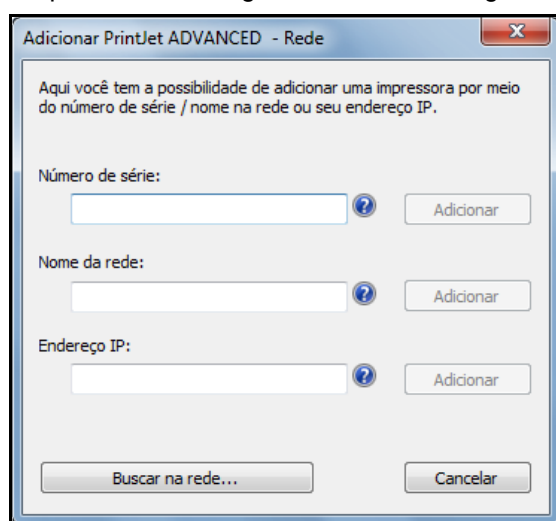 Adicionar PrintJet ADVANCED - Rede
Aqui você tem a possibilidade de adicionar uma impressora por meio
do número de série / nome na rede ou seu endereço IP.
Número de série:
Adicionar
Nome da rede:
Adicionar
Endereço IP:
Adicionar
Buscar na rede...
Cancelar